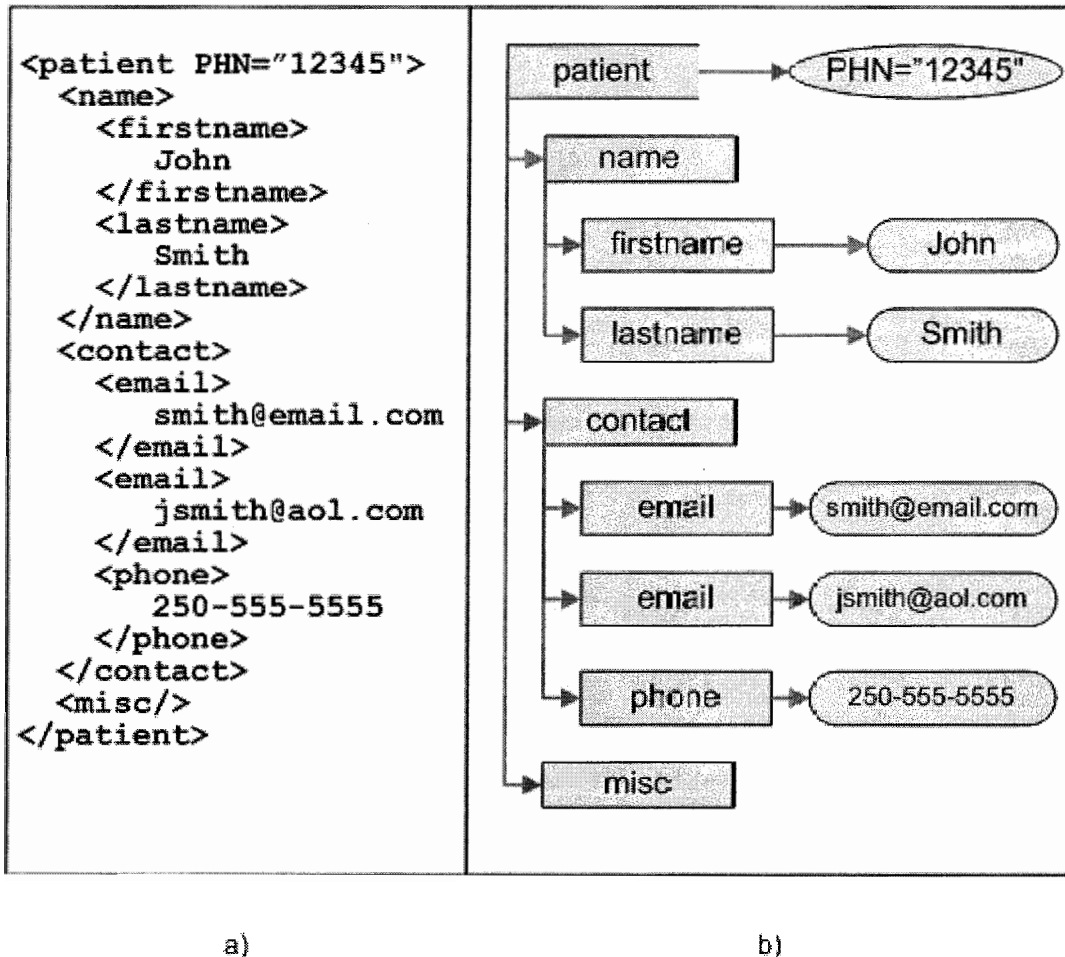 <patient PHN="12345">
<name>
<firstname>
John
</firstname>
<lastname>
Smith
</lastname>
</name>
<contact>
<email>
smith@email.com
</email>
<email>
jsmith@aol.com
</email>
<phone>
250-555-5555
</phone>
</contact>
<misc/>
</patient>
a)
patient PHN="12345"
name
firstname John
lastname Smith
contact
email smith@email.com
email jsmith@aol.com
phone 250-555-5555
misc
b)